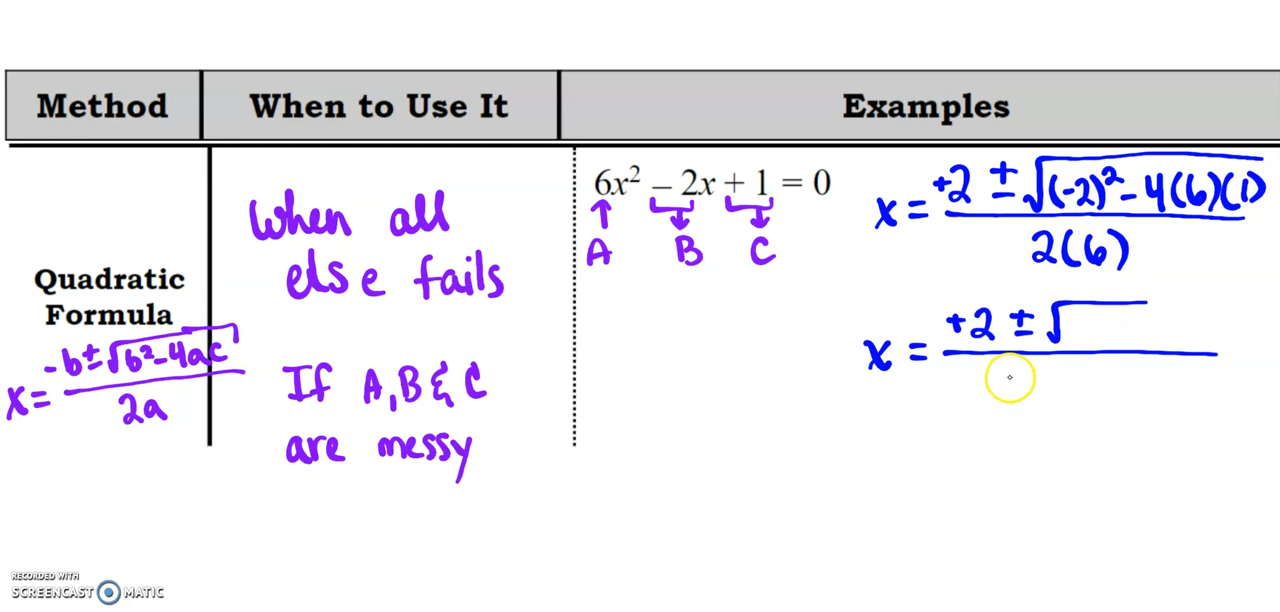 Method When to Use It Examples
Quadratic
Formula
x = -b ± √b² - 4ac
2a
When all
else fails
If A, B & C
are messy
6x² – 2x + 1 = 0
A B C
x = +2 ± √(-2)² - 4(6)(1)
2(6)
x = +2 ± √
RECORDED WITH
SCREENCAST MATIC